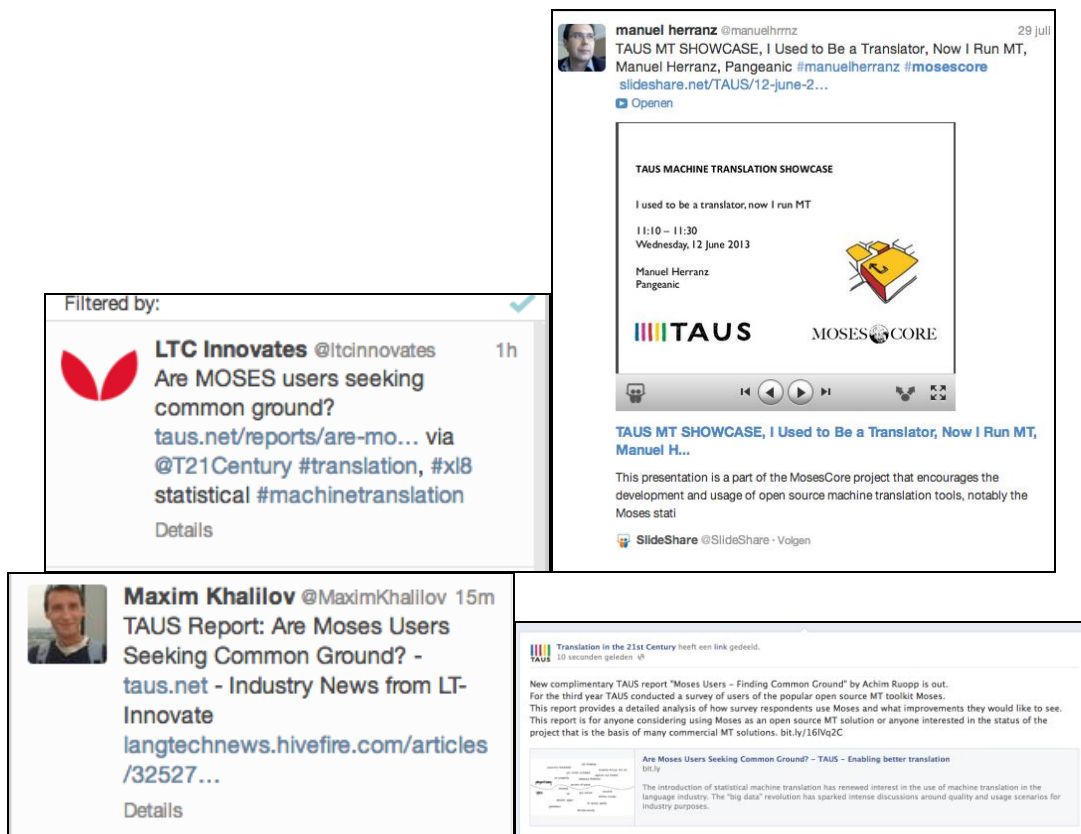 manuel herranz @manuelhrrnz 29 juli
TAUS MT SHOWCASE, I Used to Be a Translator, Now I Run MT,
Manuel Herranz, Pangeanic #manuelherranz #mosescore
slideshare.net/TAUS/12-june-2…
Openen
TAUS MACHINE TRANSLATION SHOWCASE
I used to be a translator, now I run MT
11:10 – 11:30
Wednesday, 12 June 2013
Manuel Herranz
Pangeanic
TAUS
MOSES CORE
TAUS MT SHOWCASE, I Used to Be a Translator, Now I Run MT,
Manuel H...
This presentation is a part of the MosesCore project that encourages the
development and usage of open source machine translation tools, notably the
Moses stati
SlideShare @SlideShare · Volgen
Filtered by:
LTC Innovates @ltcinnovates 1h
Are MOSES users seeking
common ground?
taus.net/reports/are-mo… via
@T21Century #translation, #xl8
statistical #machinetranslation
Details
Maxim Khalilov @MaximKhalilov 15m
TAUS Report: Are Moses Users
Seeking Common Ground? -
taus.net - Industry News from LT-
Innovate
langtechnews.hivefire.com/articles
/32527…
Details
TAUS
Translation in the 21st Century heeft een link gedeeld.
10 seconden geleden
New complimentary TAUS report "Moses Users – Finding Common Ground" by Achim Ruopp is out.
For the third year TAUS conducted a survey of users of the popular open source MT toolkit Moses.
This report provides a detailed analysis of how survey respondents use Moses and what improvements they would like to see.
This report is for anyone considering using Moses as an open source MT solution or anyone interested in the status of the
project that is the basis of many commercial MT solutions. bit.ly/16lVq2C
Are Moses Users Seeking Common Ground? – TAUS – Enabling better translation
bit.ly
The introduction of statistical machine translation has renewed interest in the use of machine translation in the
language industry. The "big data" revolution has sparked intense discussions around quality and usage scenarios for
industry purposes.